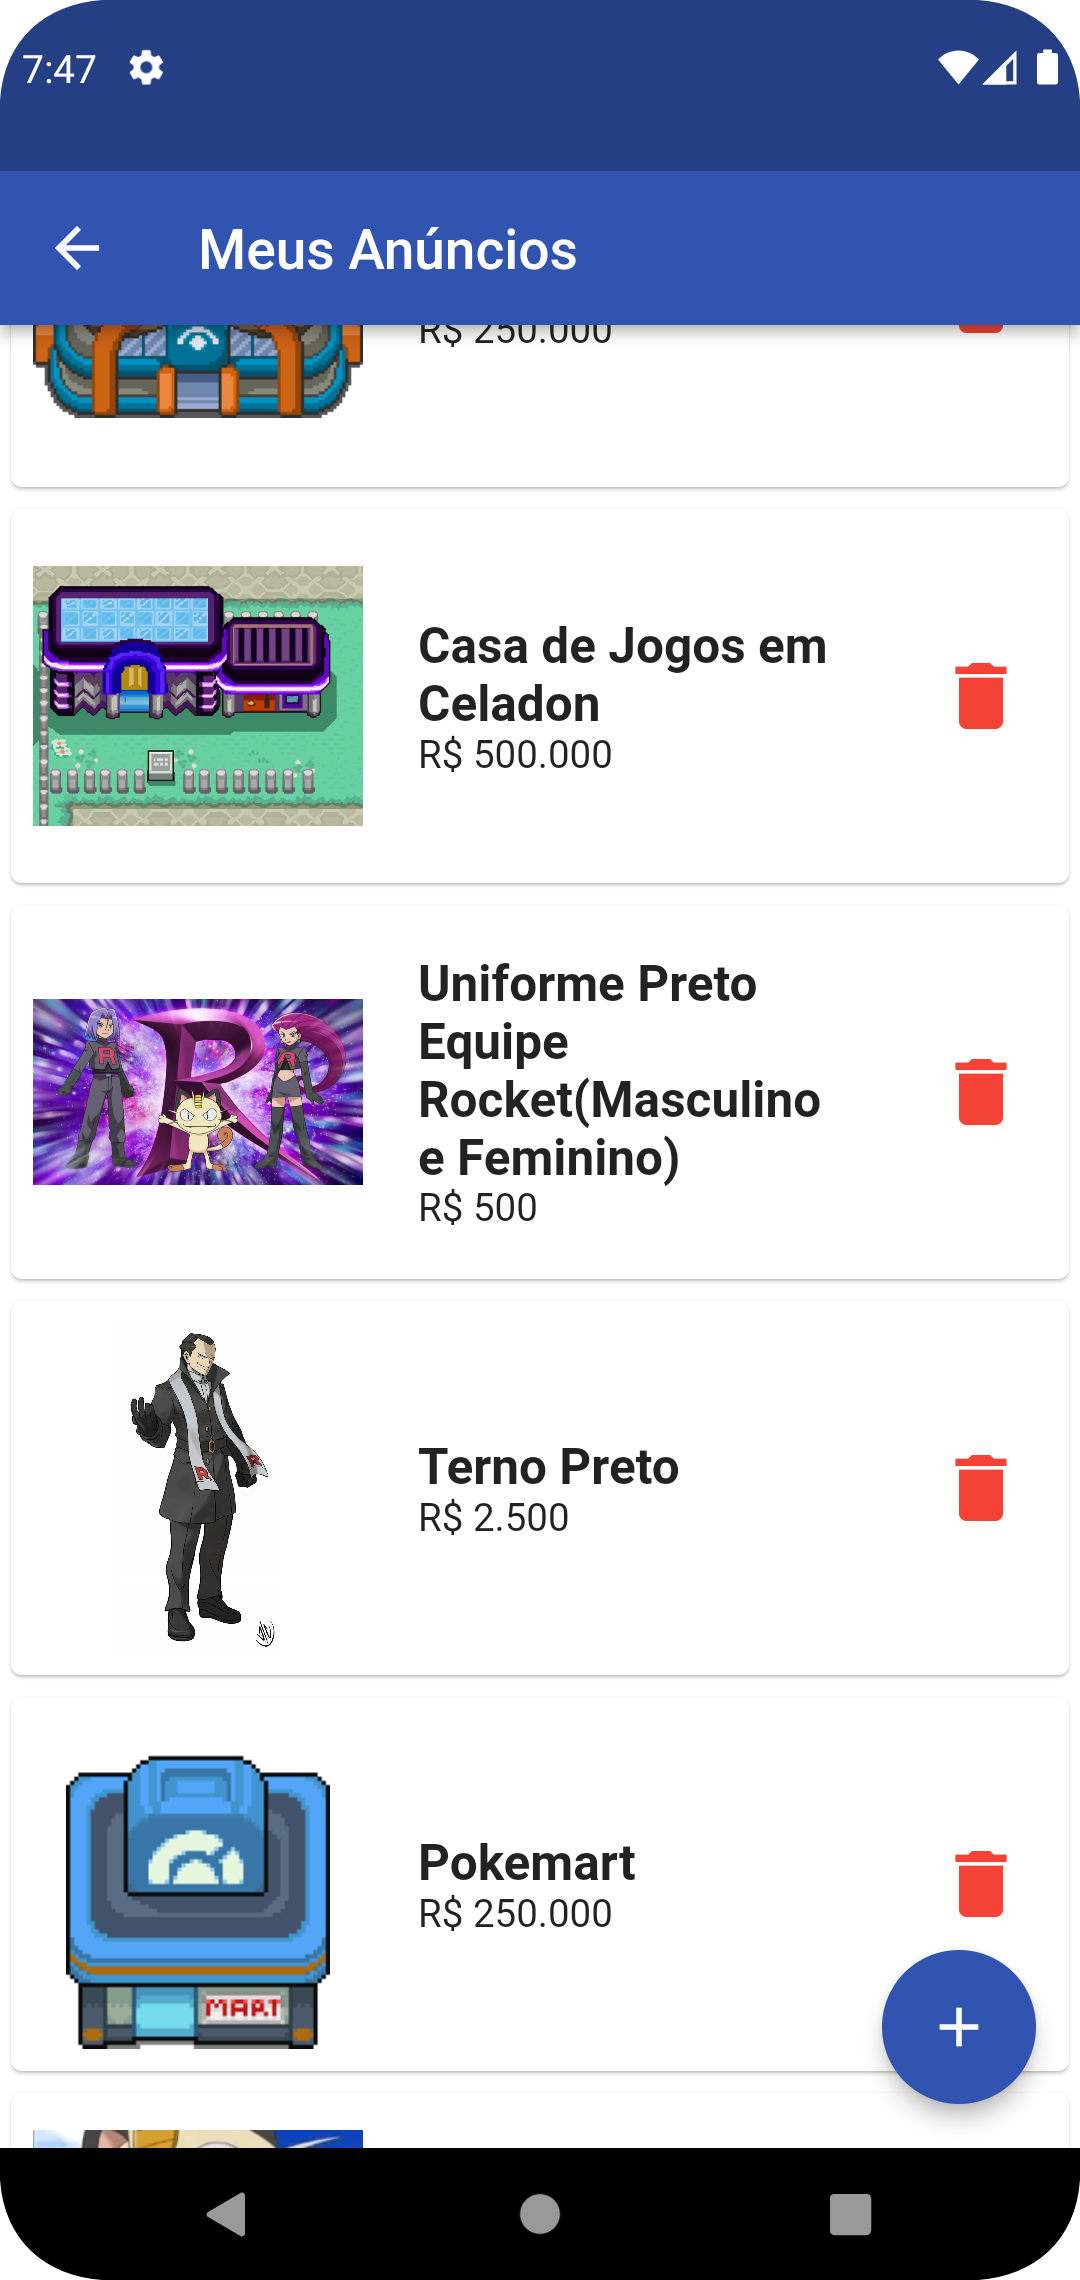 7:47
Meus Anúncios
R$ 250.000
Casa de Jogos em
Celadon
R$ 500.000
R
R
R
Uniforme Preto
Equipe
Rocket(Masculino
e Feminino)
R$ 500
R
R
Terno Preto
R$ 2.500
Pokemart
R$ 250.000
MART